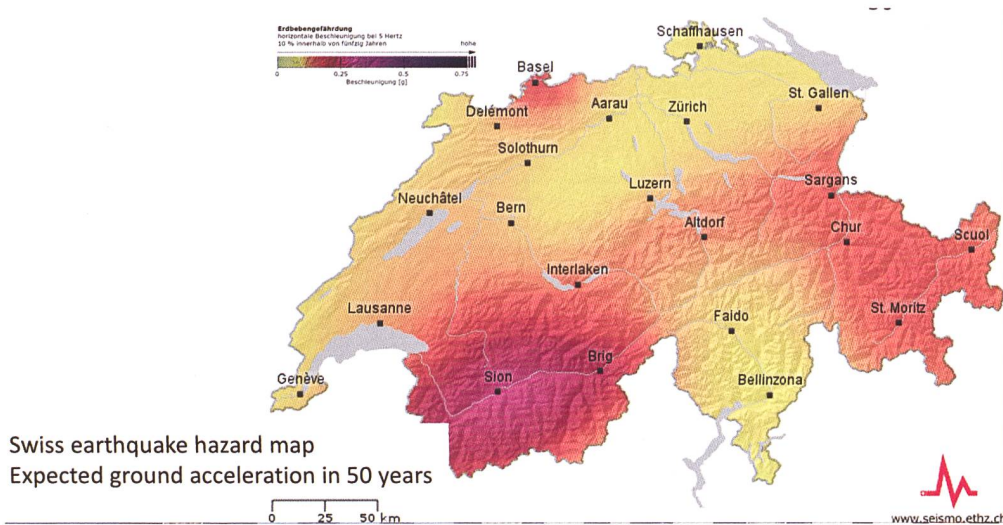 Erdbebengefährdung
horizontale Beschleunigung bei 5 Hertz
10 % innerhalb von fünfzig Jahren
hohe
0 0.25 0.5 0.75
Beschleunigung [g]
Schaffhausen
Basel
St. Gallen
Aarau
Zürich
Delémont
Solothurn
Sargans
Luzern
Neuchâtel
Bern
Altdorf
Chur
Scuol
Interlaken
Lausanne
Faido
St. Moritz
Brig
Genève
Sion
Bellinzona
Swiss earthquake hazard map
Expected ground acceleration in 50 years
0 25 50 km
www.seismo.ethz.ch